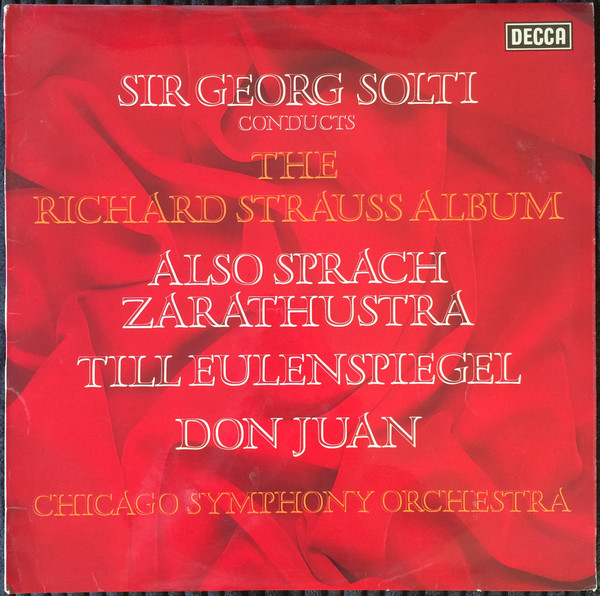 DECCA
SIR GEORG SOLTI
CONDUCTS
THE
RICHARD STRAUSS ALBUM
ALSO SPRACH
ZARATHUSTRA
TILL EULENSPIEGEL
DON JUAN
CHICAGO SYMPHONY ORCHESTRA